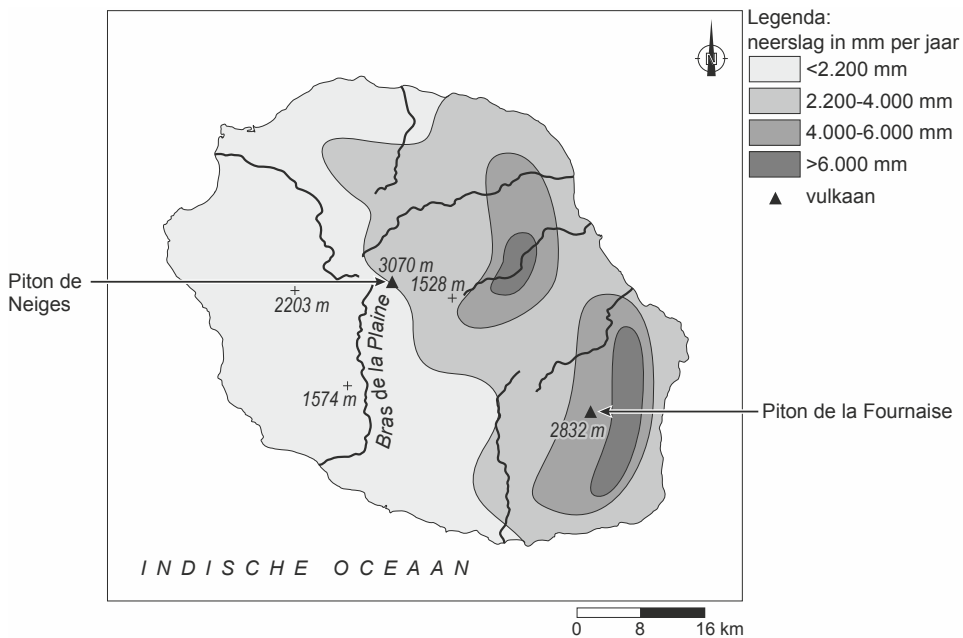 Legenda:
neerslag in mm per jaar
<2.200 mm
2.200-4.000 mm
4.000-6.000 mm
>6.000 mm
vulkaan
N
Piton de
Neiges
3070 m
1528 m
2203 m
1574 m
Bras de la Plaine
2832 m
Piton de la Fournaise
INDISCHE OCEAAN
0 8 16 km